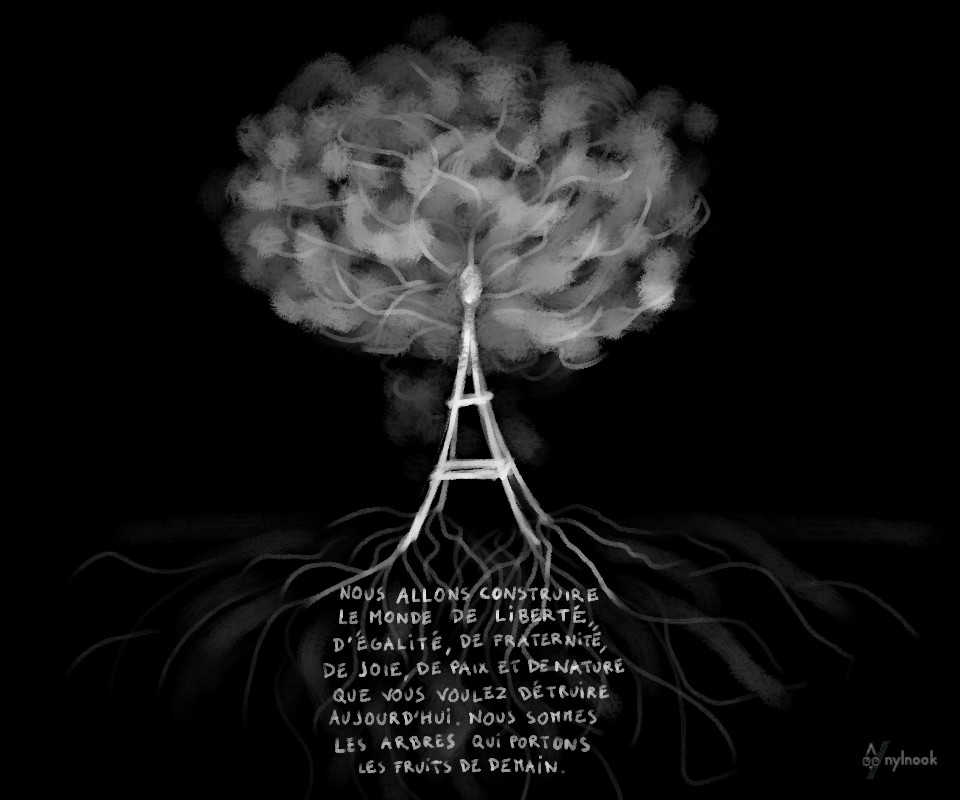 NOUS ALLONS CONSTRUIRE
LE MONDE DE LIBERTÉ,
D'ÉGALITÉ, DE FRATERNITÉ,
DE JOIE, DE PAIX ET DE NATURE
QUE VOUS VOULEZ DÉTRUIRE
AUJOURD'HUI. NOUS SOMMES
LES ARBRES QUI PORTONS
LES FRUITS DE DEMAIN.
nylnook